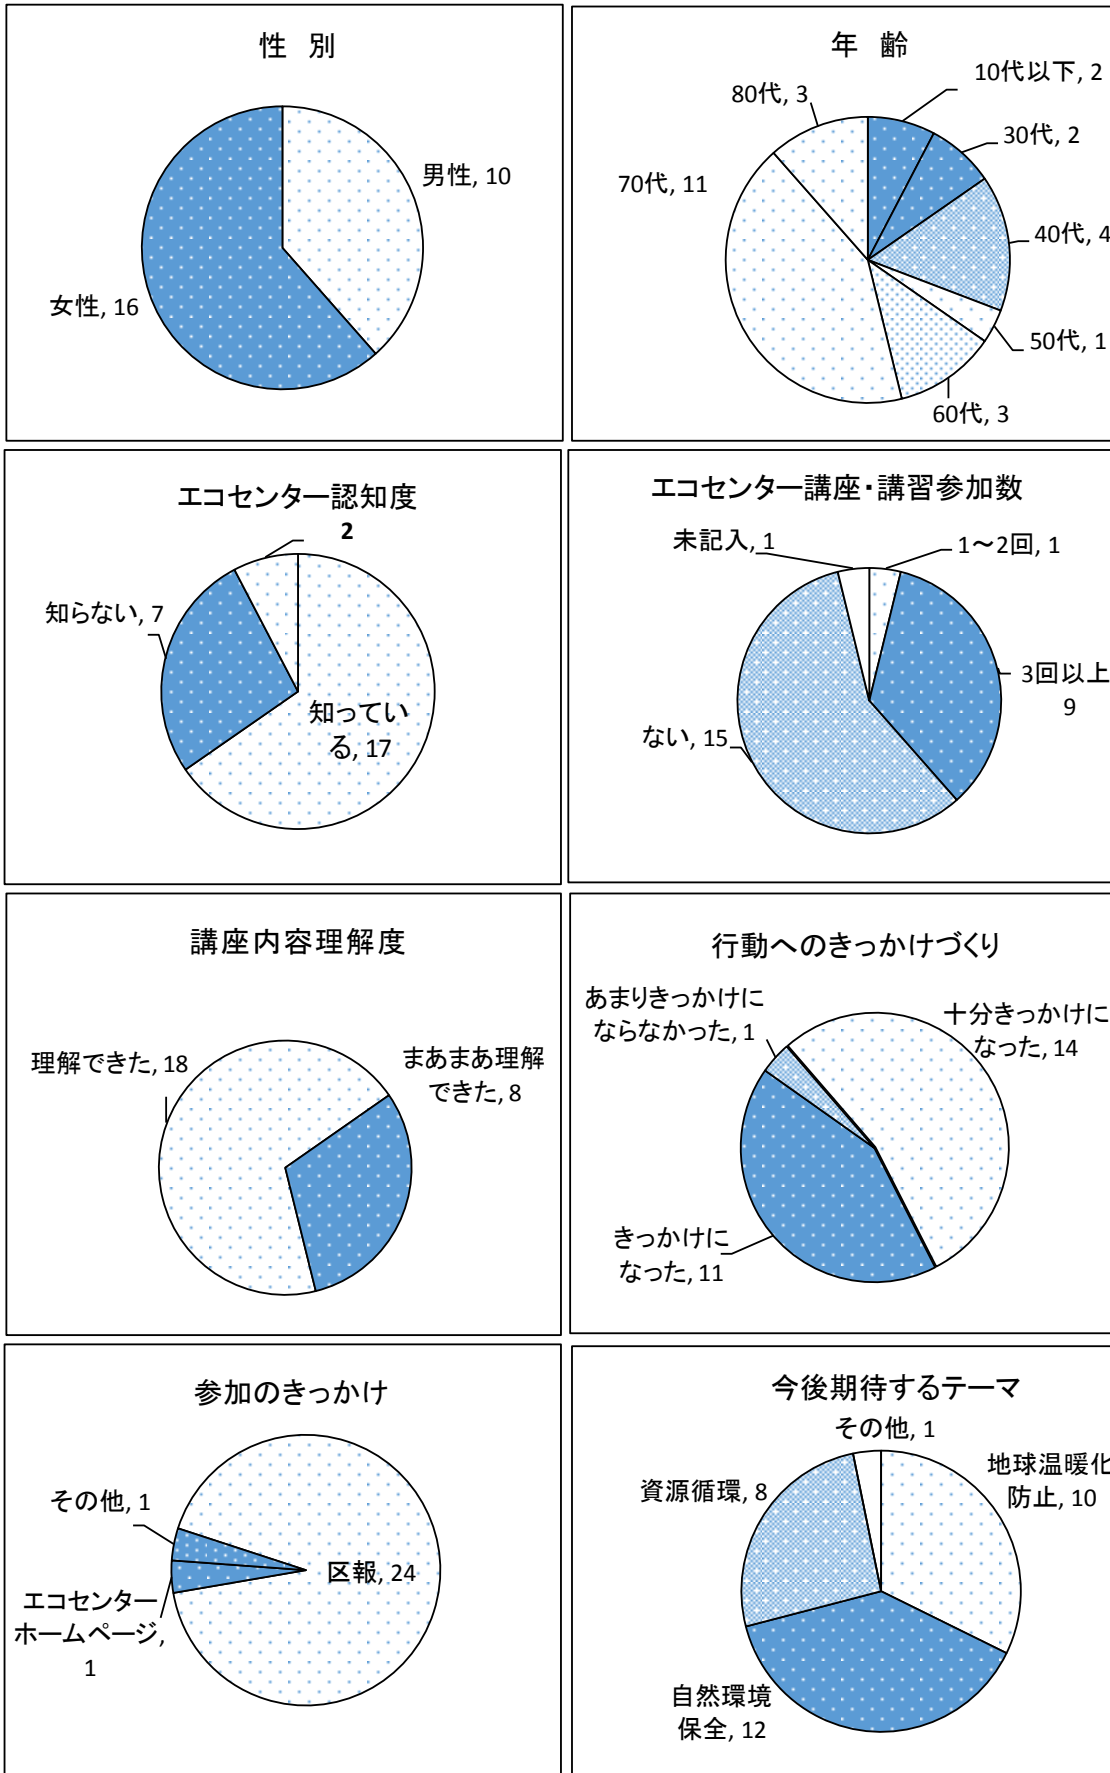 性 別
男性, 10
女性, 16
年 齢
10代以下, 2
30代, 2
40代, 4
50代, 1
60代, 3
70代, 11
80代, 3
エコセンター認知度
2
知らない, 7
知ってい
る, 17
エコセンター講座・講習参加数
未記入, 1
1～2回, 1
3回以上
9
ない, 15
講座内容理解度
理解できた, 18
まあまあ理解
できた, 8
行動へのきっかけづくり
あまりきっかけに
ならなかった, 1
十分きっかけに
なった, 14
きっかけに
なった, 11
参加のきっかけ
その他, 1
区報, 24
エコセンター
ホームページ,
1
今後期待するテーマ
その他, 1
地球温暖化
防止, 10
資源循環, 8
自然環境
保全, 12